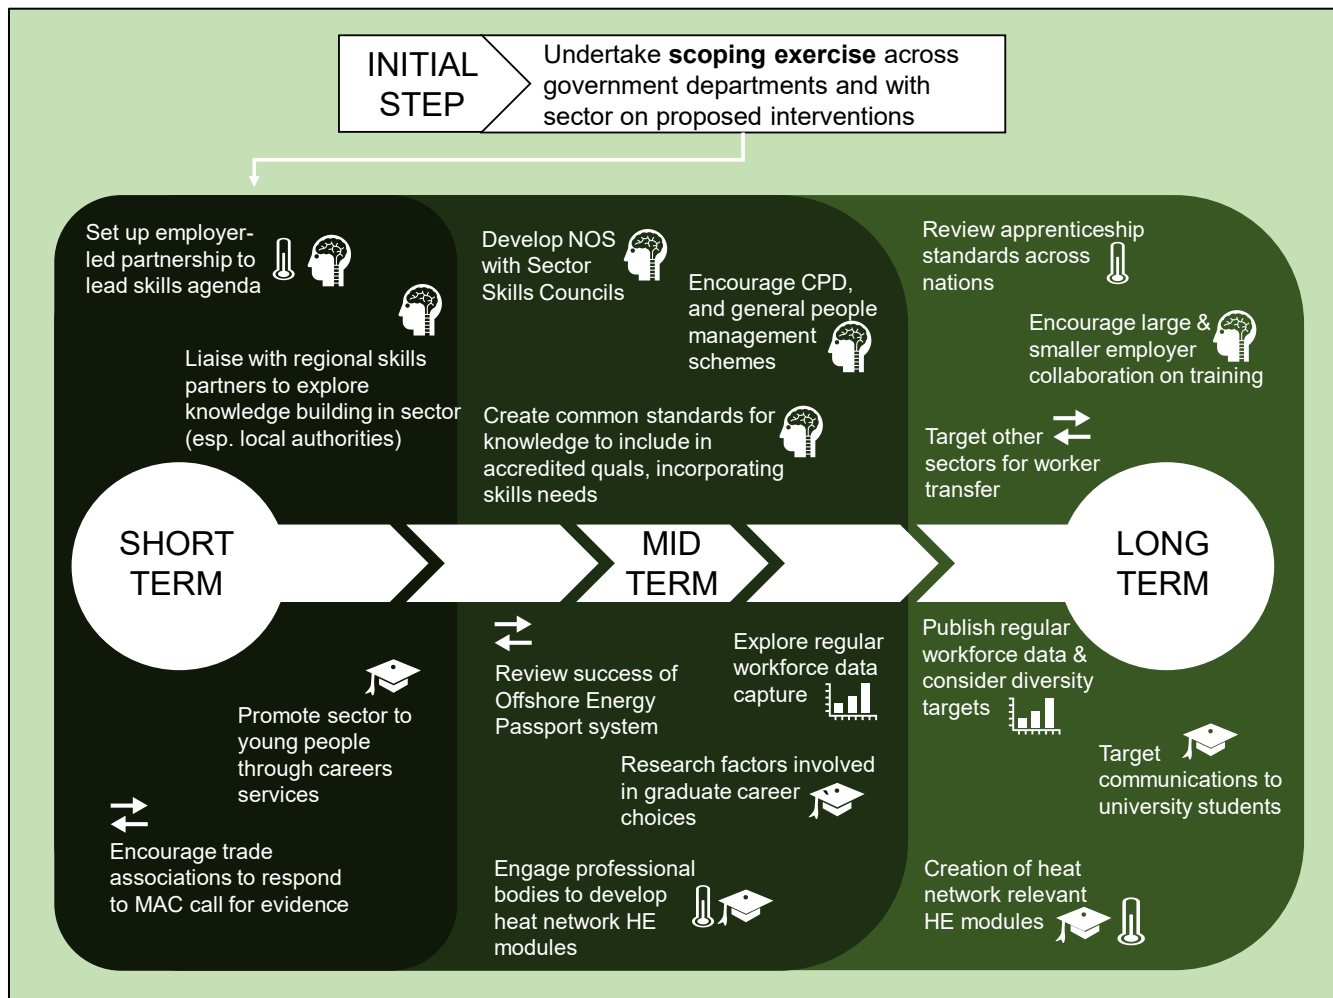 INITIAL
STEP
Undertake scoping exercise across
government departments and with
sector on proposed interventions
Set up employer-
led partnership to
lead skills agenda
Liaise with regional skills
partners to explore
knowledge building in sector
(esp. local authorities)
Develop NOS
with Sector
Skills Councils
Encourage CPD,
and general people
management
schemes
Create common standards for
knowledge to include in
accredited quals, incorporating
skills needs
Review apprenticeship
standards across
nations
Encourage large &
smaller employer
collaboration on training
Target other
sectors for worker
transfer
SHORT
TERM
MID
TERM
LONG
TERM
Promote sector to
young people
through careers
services
Encourage trade
associations to respond
to MAC call for evidence
Review success of
Offshore Energy
Passport system
Explore regular
workforce data
capture
Research factors involved
in graduate career
choices
Engage professional
bodies to develop
heat network HE
modules
Publish regular
workforce data &
consider diversity
targets
Target
communications to
university students
Creation of heat
network relevant
HE modules